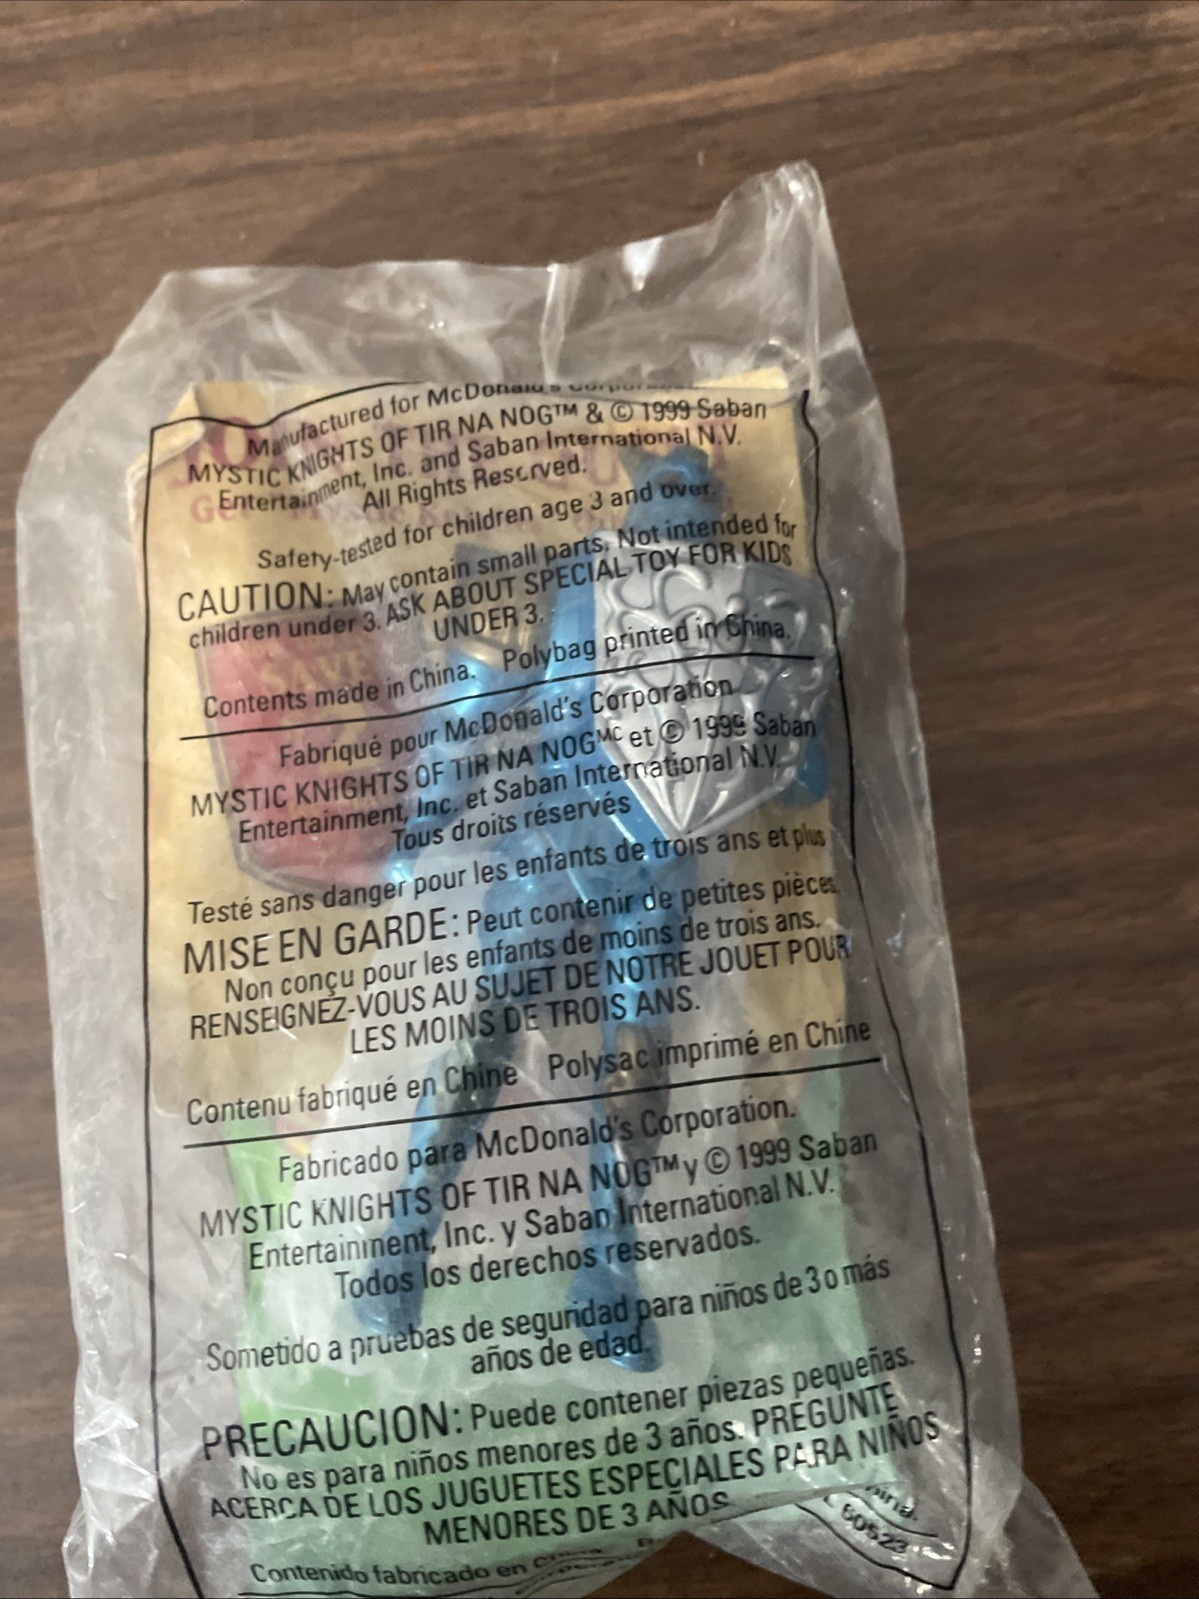 Manufactured for McDonald's
MYSTIC KNIGHTS OF TIR NA NOG™ & © 1999 Saban
Entertainment, Inc. and Saban International N.V.
All Rights Reserved.
Safety-tested for children age 3 and over.
CAUTION: May contain small parts. Not intended for
children under 3. ASK ABOUT SPECIAL TOY FOR KIDS
UNDER 3.
Contents made in China. Polybag printed in China.
Fabriqué pour McDonald's Corporation
MYSTIC KNIGHTS OF TIR NA NOGᴹᶜ et © 1999 Saban
Entertainment, Inc. et Saban International N.V.
Tous droits réservés
Testé sans danger pour les enfants de trois ans et plus
MISE EN GARDE: Peut contenir de petites pièces.
Non conçu pour les enfants de moins de trois ans.
RENSEIGNEZ-VOUS AU SUJET DE NOTRE JOUET POUR
LES MOINS DE TROIS ANS.
Contenu fabriqué en Chine Polysac imprimé en Chine
Fabricado para McDonald's Corporation.
MYSTIC KNIGHTS OF TIR NA NOG™ y © 1999 Saban
Entertainment, Inc. y Saban International N.V.
Todos los derechos reservados.
Sometido a pruebas de seguridad para niños de 3 o más
años de edad.
PRECAUCION: Puede contener piezas pequeñas.
No es para niños menores de 3 años. PREGUNTE
ACERCA DE LOS JUGUETES ESPECIALES PARA NIÑOS
MENORES DE 3 AÑOS
Contenido fabricado en
60523
SAVE